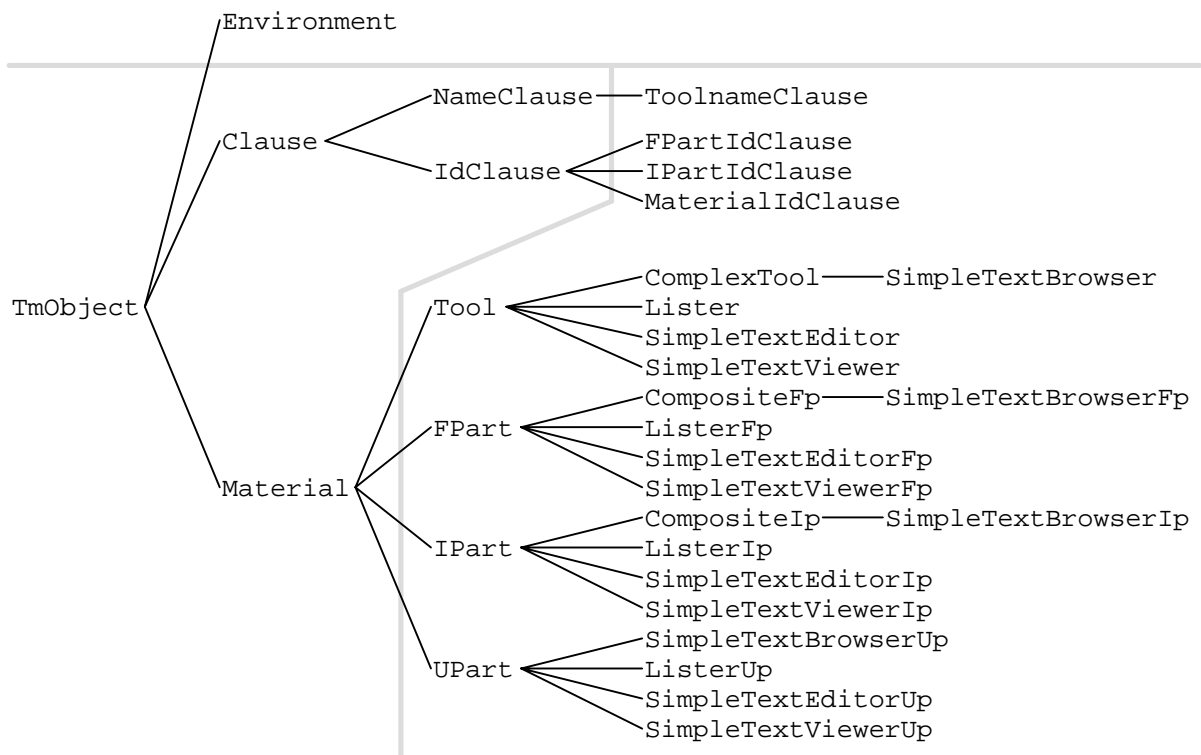 Environment
NameClause ToolnameClause
Clause FPartIdClause
IdClause IPartIdClause
MaterialIdClause
ComplexTool SimpleTextBrowser
TmObject Tool Lister
SimpleTextEditor
SimpleTextViewer
CompositeFp SimpleTextBrowserFp
FPart ListerFp
SimpleTextEditorFp
Material SimpleTextViewerFp
CompositeIp SimpleTextBrowserIp
IPart ListerIp
SimpleTextEditorIp
SimpleTextViewerIp
SimpleTextBrowserUp
UPart ListerUp
SimpleTextEditorUp
SimpleTextViewerUp